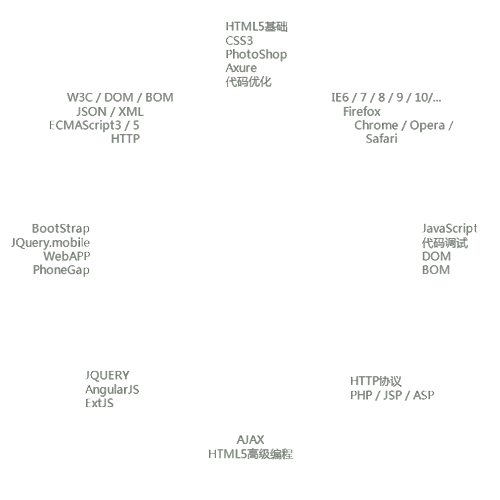 HTML5基础
CSS3
PhotoShop
Axure
代码优化
W3C / DOM / BOM
JSON / XML
ECMAScript3 / 5
HTTP
IE6 / 7 / 8 / 9 / 10/...
Firefox
Chrome / Opera /
Safari
BootStrap
JQuery.mobile
WebAPP
PhoneGap
JavaScript
代码调试
DOM
BOM
JQUERY
AngularJS
ExtJS
HTTP协议
PHP / JSP / ASP
AJAX
HTML5高级编程